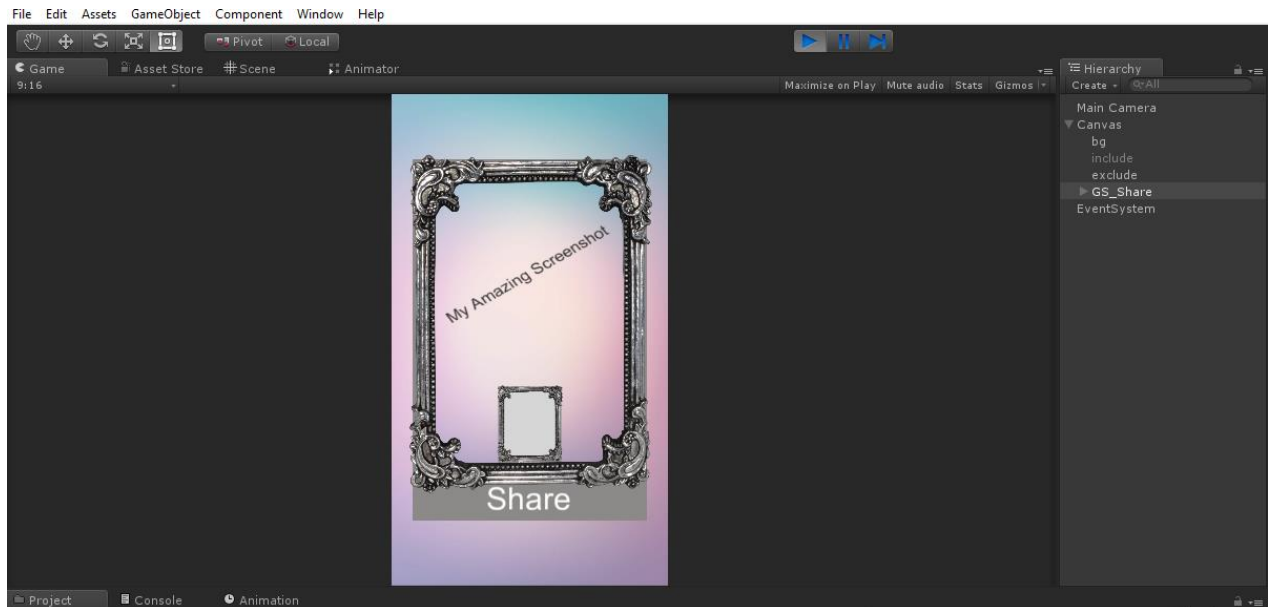 File Edit Assets GameObject Component Window Help
Pivot Local
Game Asset Store Scene Animator
Hierarchy
9:16
Maximize on Play Mute audio Stats Gizmos
Create All
Main Camera
Canvas
bg
include
exclude
GS_Share
EventSystem
My Amazing Screenshot
Share
Project Console Animation